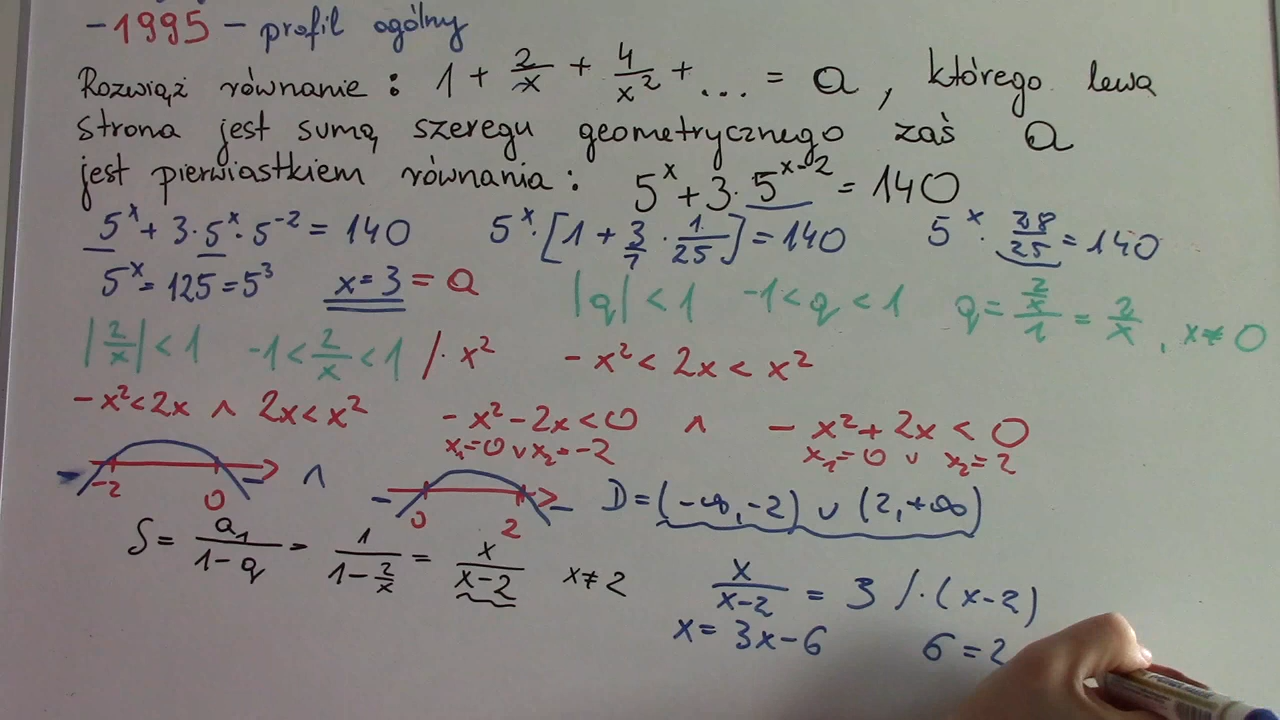 - 1995 - profil ogólny
Rozwiąż równanie: 1 + 2/x + 4/x² + ... = a, którego lewa
strona jest sumą szeregu geometrycznego zaś a
jest pierwiastkiem równania: 5^x + 3·5^(x-2) = 140
5^x + 3·5^x·5^(-2) = 140 5^x·[1 + 3/1 · 1/25] = 140 5^x · 28/25 = 140
5^x = 125 = 5³ x = 3 = a |q| < 1 -1 < q < 1 q = (2/x)/1 = 2/x, x ≠ 0
|2/x| < 1 -1 < 2/x < 1 /· x² - x² < 2x < x²
- x² < 2x ∧ 2x < x² - x² - 2x < 0 ∧ - x² + 2x < 0
x₁=0 ∨ x₂=-2 x₁=0 ∨ x₂=2
- -2 0 - ∧ - 0 2 - D = (-∞, -2) ∪ (2, +∞)
S = a₁/(1-q) = 1/(1 - 2/x) = x/(x-2) x ≠ 2
x/(x-2) = 3 /·(x-2)
x = 3x - 6 6 = 2